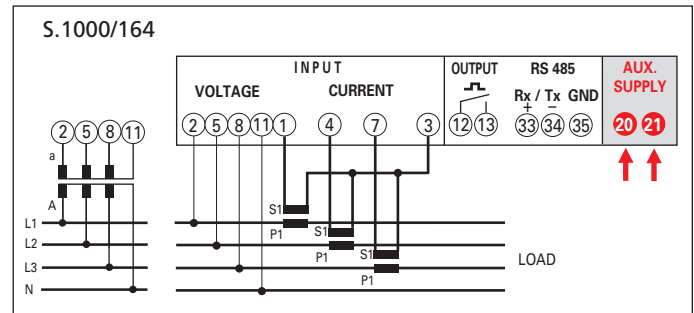 S.1000/164
INPUT
VOLTAGE
CURRENT
OUTPUT
RS 485
Rx / Tx GND
+ −
AUX.
SUPPLY
2 5 8 11
2 5 8 11 1 4 7 3
12 13
33 34 35
20 21
a
A
S1
P1
S1
P1
S1
P1
L1
L2
L3
N
LOAD